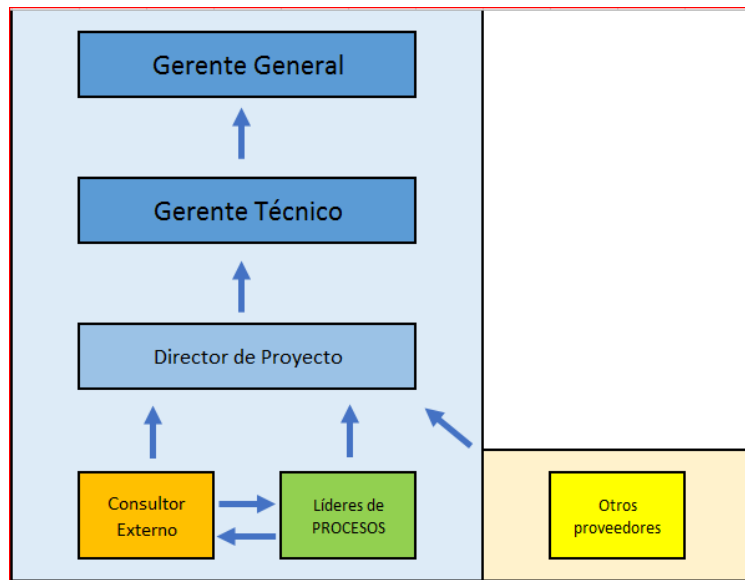 Gerente General
Gerente Técnico
Director de Proyecto
Consultor
Externo
Líderes de
PROCESOS
Otros
proveedores